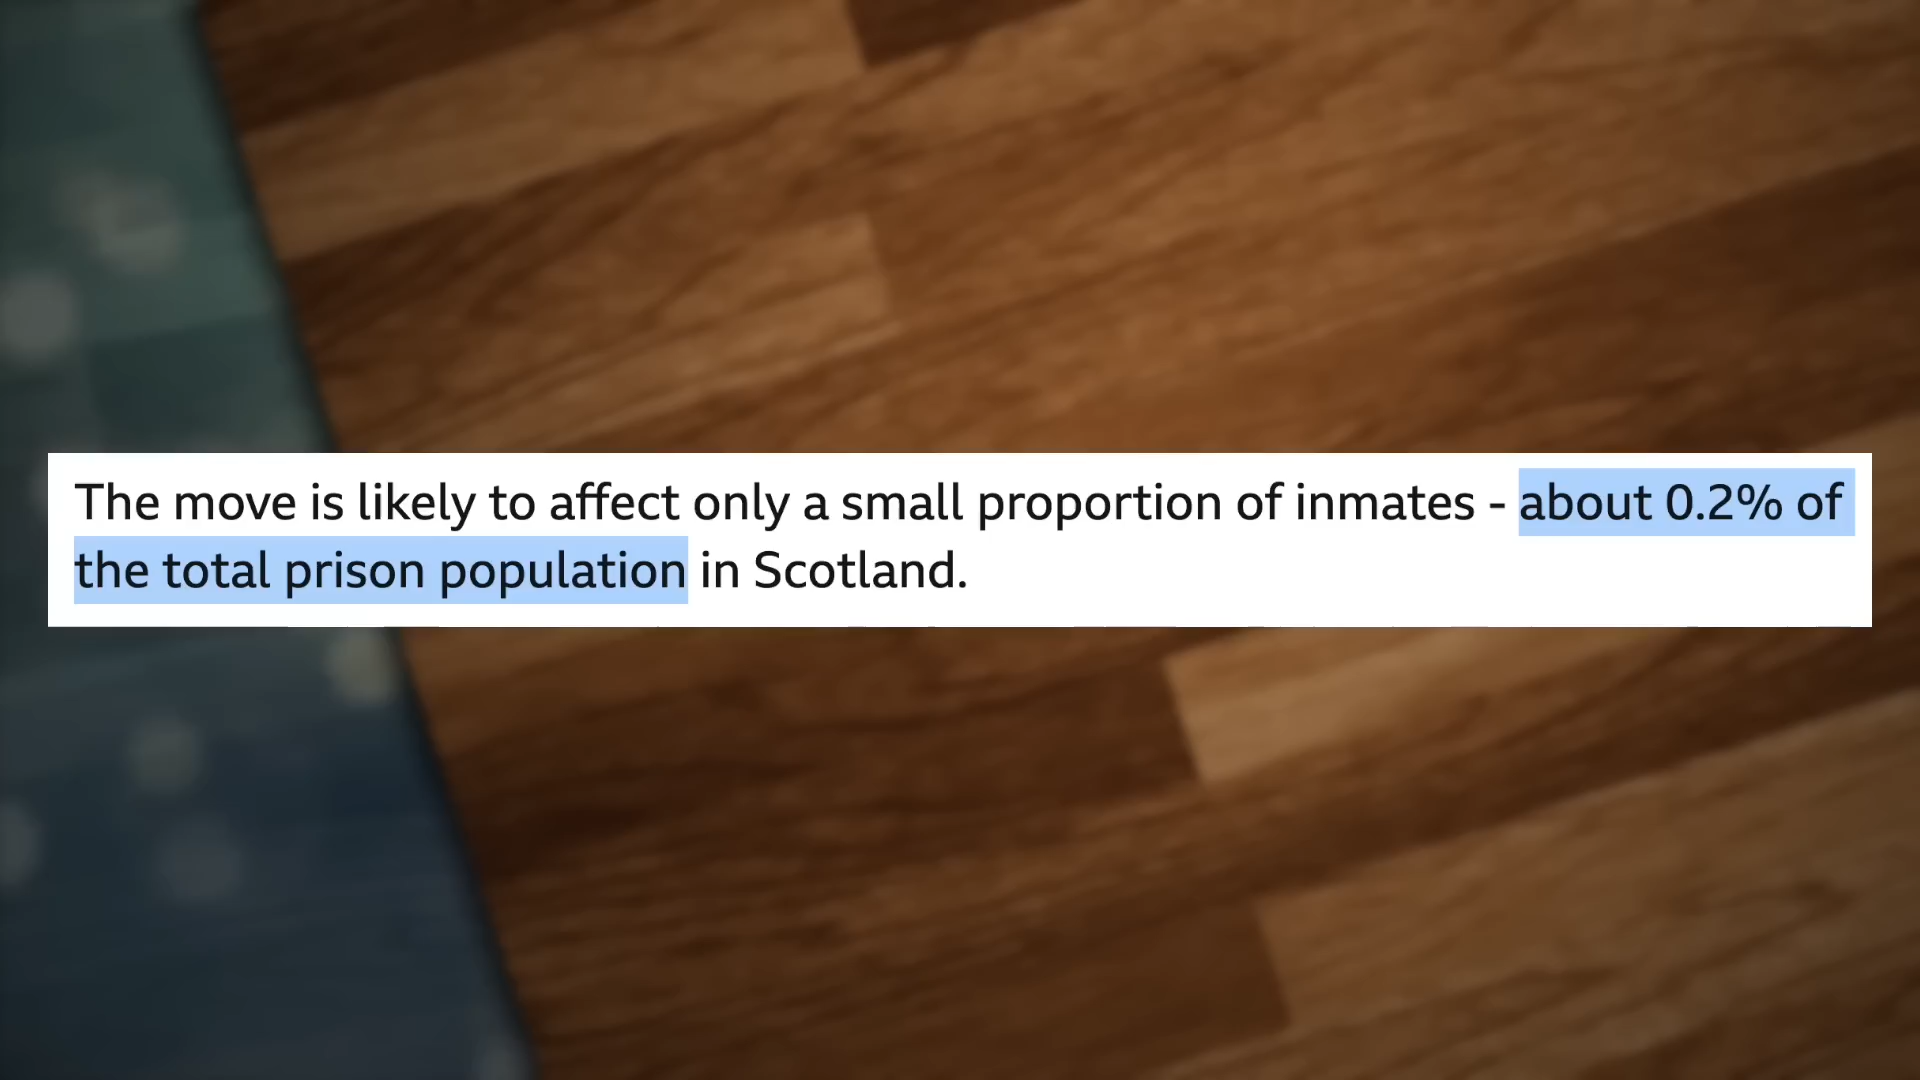 The move is likely to affect only a small proportion of inmates - about 0.2% of
the total prison population in Scotland.